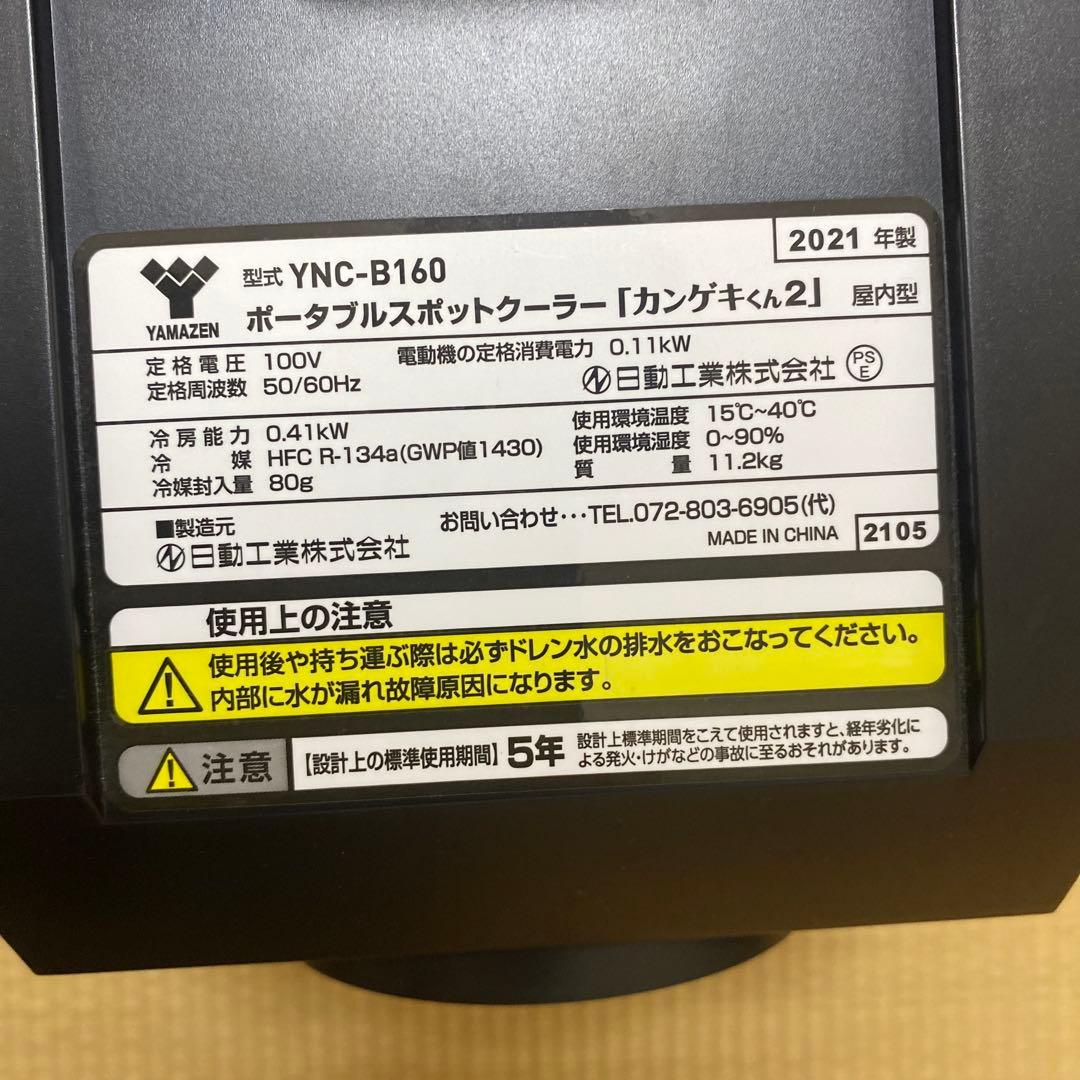 2021 年製
YAMAZEN
型式 YNC-B160
ポータブルスポットクーラー「カンゲキくん2」 屋内型
定格電圧 100V 電動機の定格消費電力 0.11kW
定格周波数 50/60Hz 日動工業株式会社 PSE
冷房能力 0.41kW 使用環境温度 15℃~40℃
冷媒 HFC R-134a(GWP値1430) 使用環境湿度 0~90%
冷媒封入量 80g 質量 11.2kg
■製造元 お問い合わせ・・・TEL.072-803-6905(代)
日動工業株式会社 MADE IN CHINA 2105
使用上の注意
使用後や持ち運ぶ際は必ずドレン水の排水をおこなってください。
内部に水が漏れ故障原因になります。
注意 【設計上の標準使用期間】 5年 設計上標準期間をこえて使用されますと、経年劣化に
よる発火・けがなどの事故に至るおそれがあります。